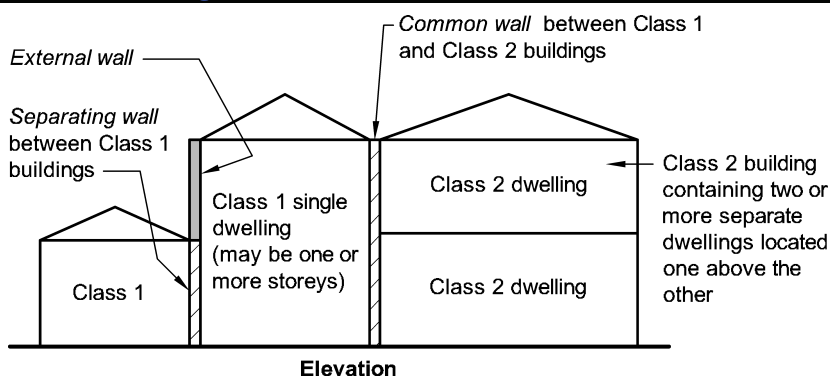 Common wall between Class 1
and Class 2 buildings
External wall
Separating wall
between Class 1
buildings
Class 1 single
dwelling
(may be one or
more storeys)
Class 1
Class 2 dwelling
Class 2 dwelling
Class 2 building
containing two or
more separate
dwellings located
one above the
other
Elevation